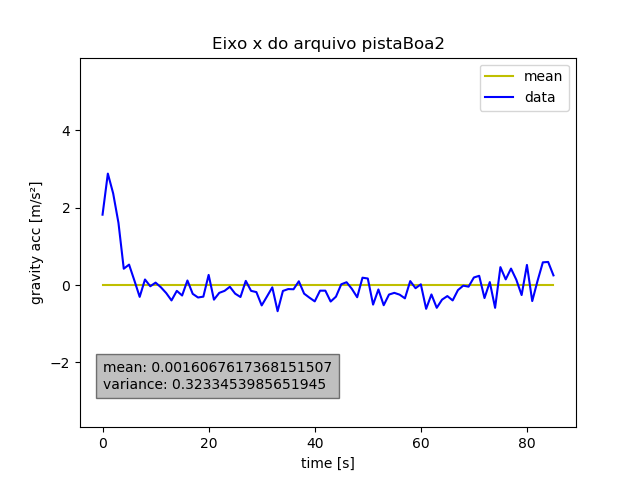 Eixo x do arquivo pistaBoa2
mean
data
gravity acc [m/s²]
4
2
0
−2
mean: 0.0016067617368151507
variance: 0.3233453985651945
0 20 40 60 80
time [s]